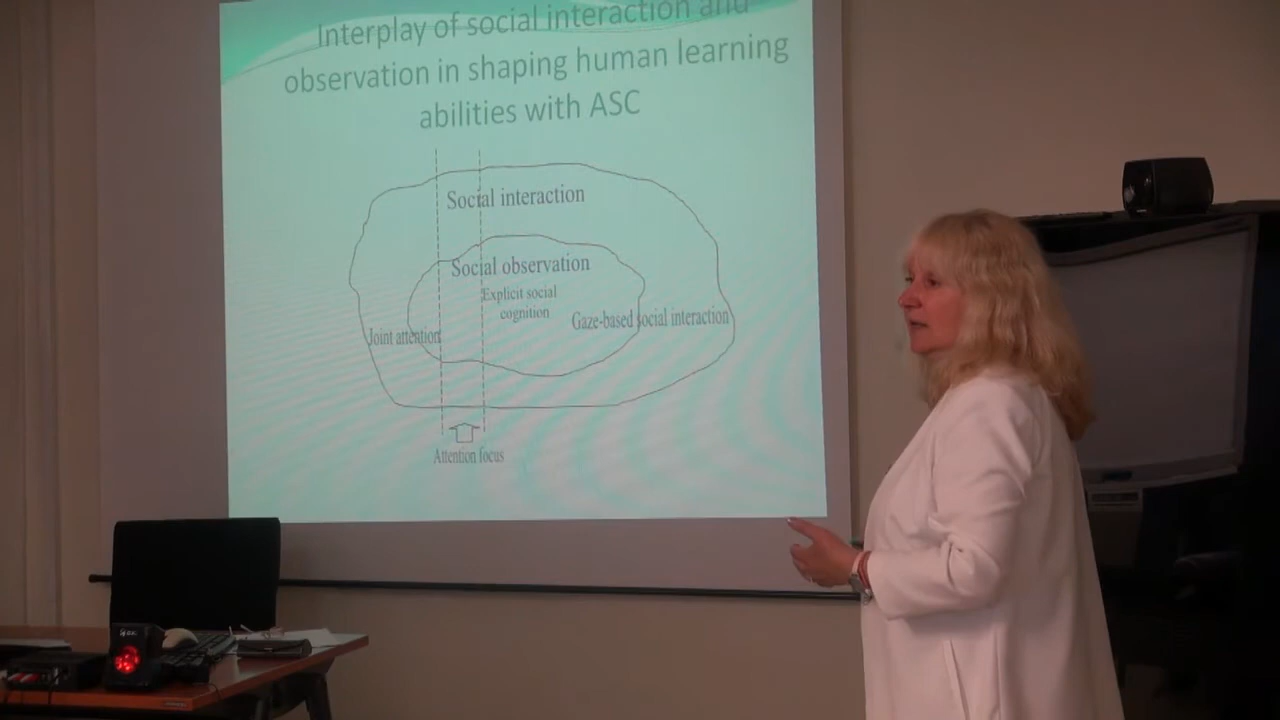 Interplay of social interaction and
observation in shaping human learning
abilities with ASC
Social interaction
Social observation
Explicit social
cognition
Gaze-based social interaction
Joint attention
Attention focus